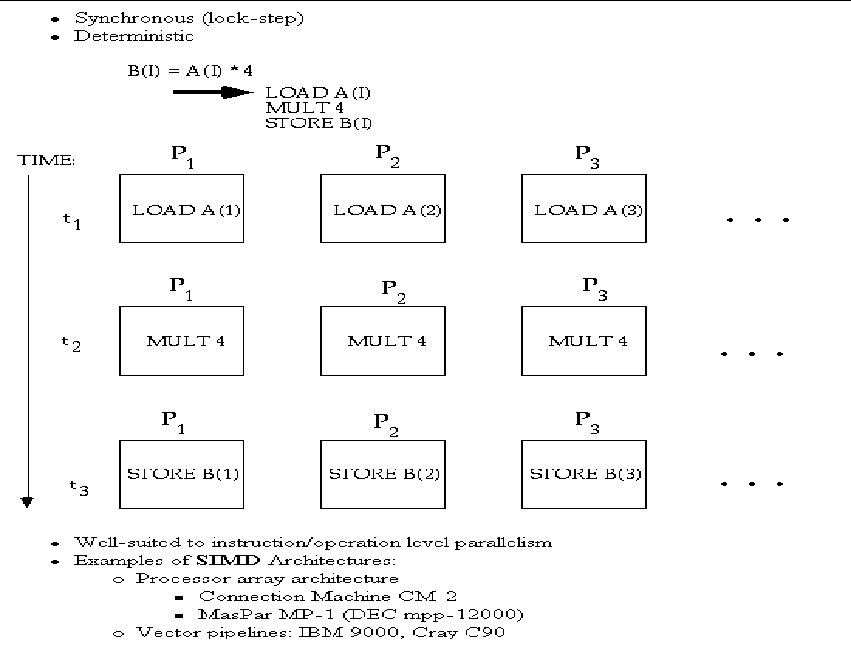 • Synchronous (lock-step)
• Deterministic
B(I) = A(I) * 4
LOAD A(I)
MULT 4
STORE B(I)
TIME:
P1 P2 P3
t1 LOAD A(1) LOAD A(2) LOAD A(3) . . .
P1 P2 P3
t2 MULT 4 MULT 4 MULT 4 . . .
P1 P2 P3
t3 STORE B(1) STORE B(2) STORE B(3) . . .
• Well-suited to instruction/operation level parallelism
• Examples of SIMD Architectures:
o Processor array architecture
▪ Connection Machine CM-2
▪ MasPar MP-1 (DEC mpp-12000)
o Vector pipelines: IBM 9000, Cray C90